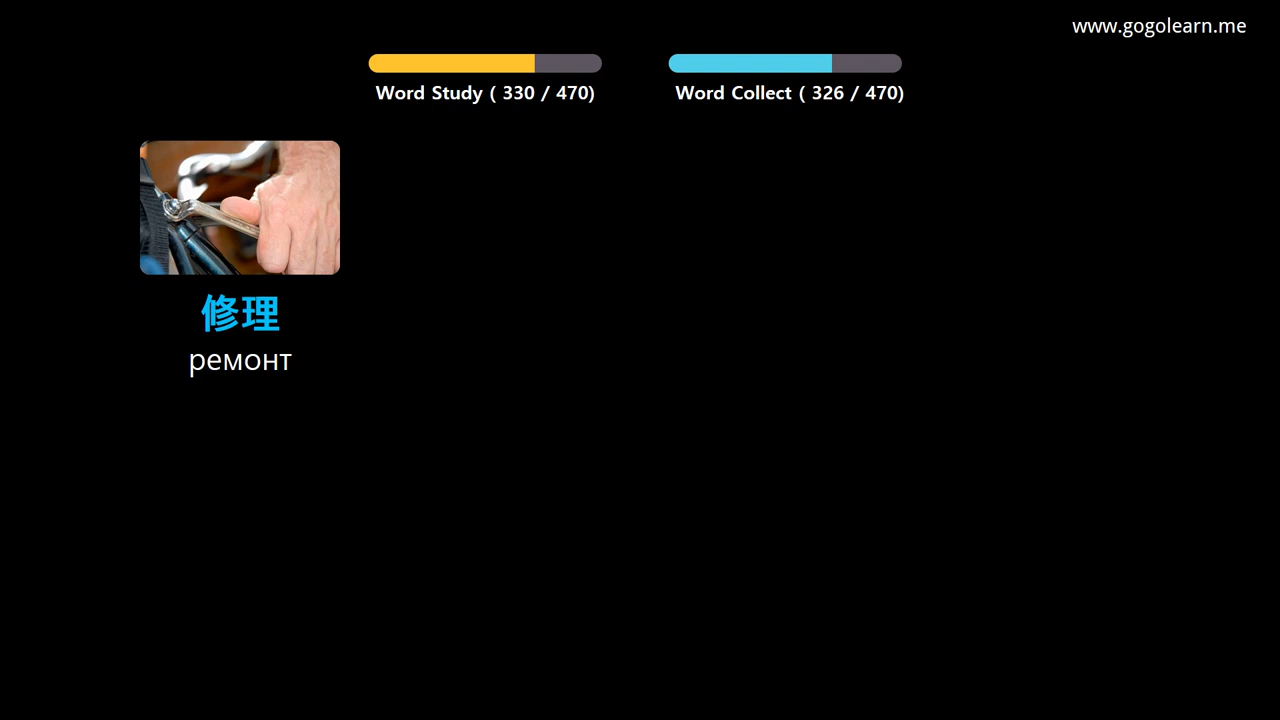 www.gogolearn.me
Word Study ( 330 / 470)
Word Collect ( 326 / 470)
修理
ремонт